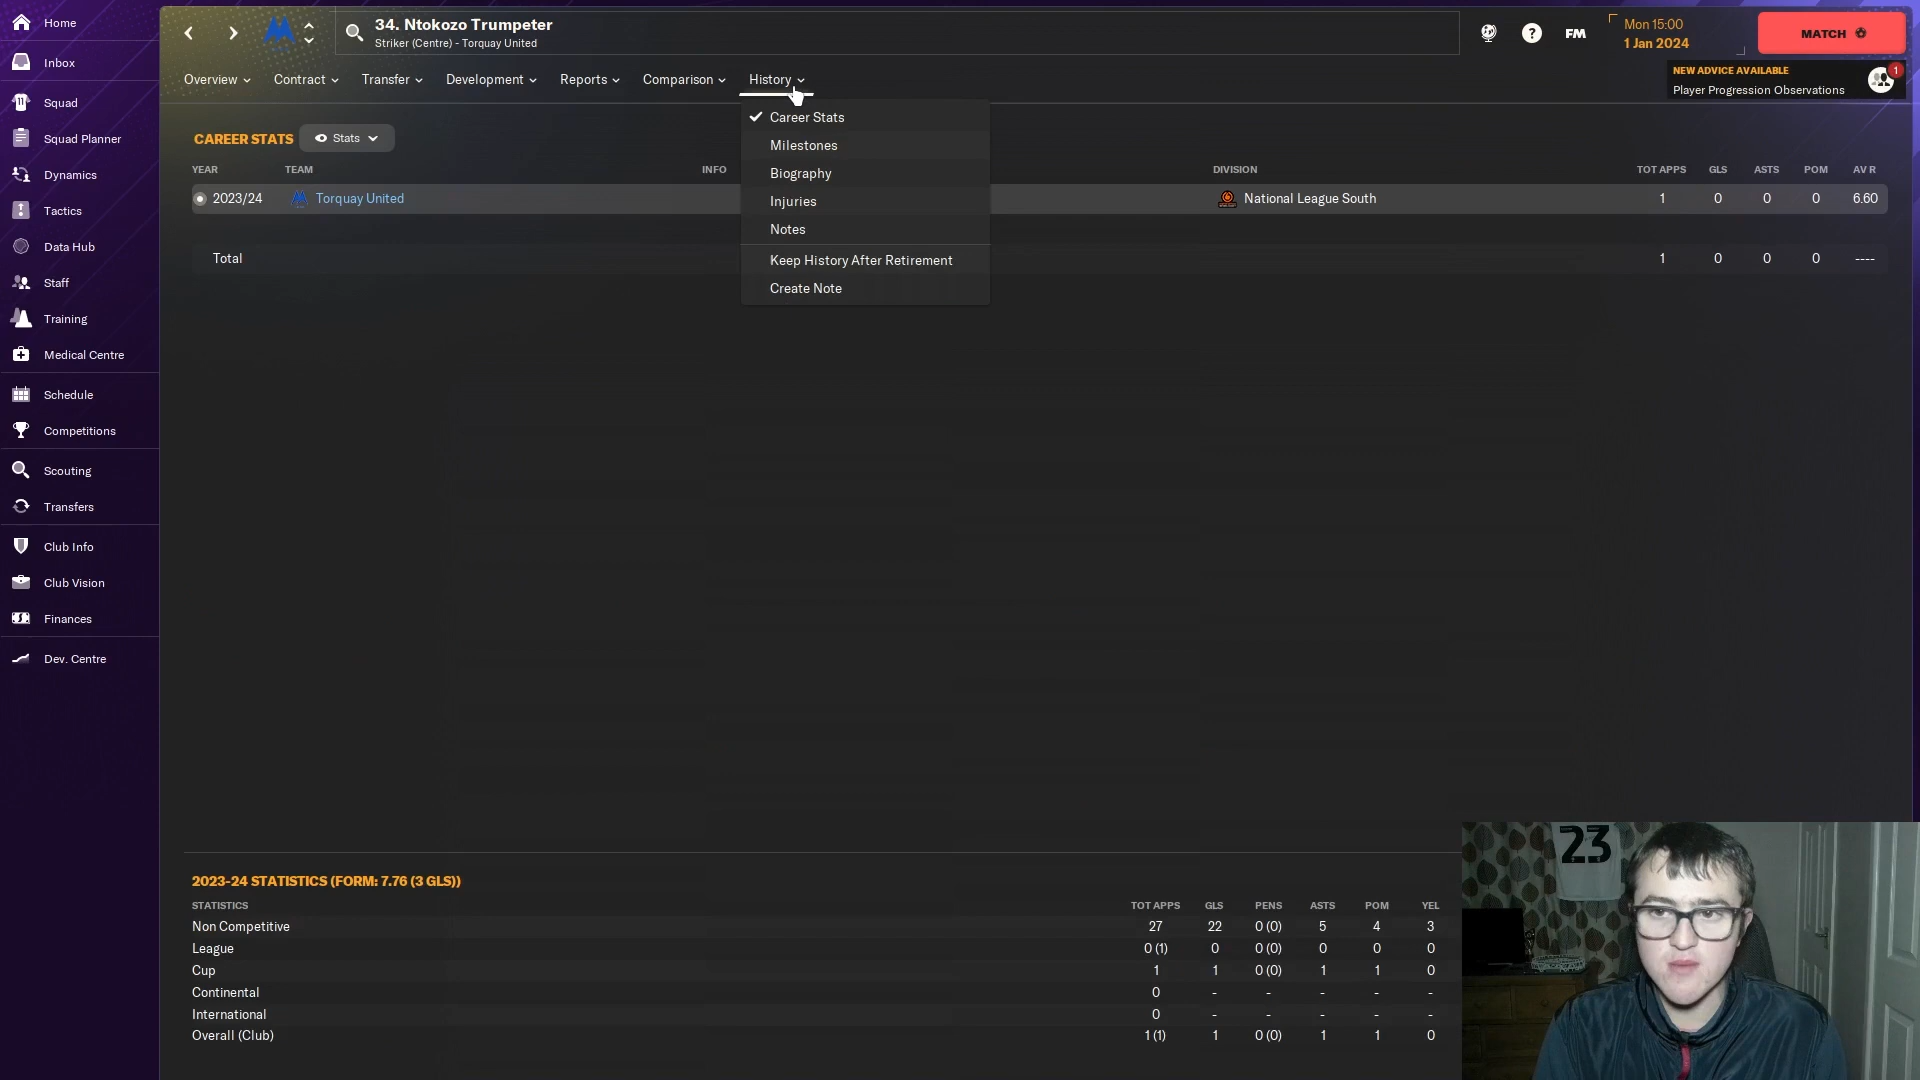 Home
Inbox
Squad
Squad Planner
Dynamics
Tactics
Data Hub
Staff
Training
Medical Centre
Schedule
Competitions
Scouting
Transfers
Club Info
Club Vision
Finances
Dev. Centre
34. Ntokozo Trumpeter
Striker (Centre) - Torquay United
? FM
Mon 15:00
1 Jan 2024
MATCH
Overview Contract Transfer Development Reports Comparison History
NEW ADVICE AVAILABLE
Player Progression Observations
1
Career Stats
Milestones
Biography
Injuries
Notes
Keep History After Retirement
Create Note
CAREER STATS Stats
YEAR TEAM INFO DIVISION TOT APPS GLS ASTS POM AV R
2023/24 Torquay United National League South 1 0 0 0 6.60
Total 1 0 0 0 ----
2023-24 STATISTICS (FORM: 7.76 (3 GLS))
STATISTICS TOT APPS GLS PENS ASTS POM YEL
Non Competitive 27 22 0 (0) 5 4 3
League 0 (1) 0 0 (0) 0 0 0
Cup 1 1 0 (0) 1 1 0
Continental 0 - - - - -
International 0 - - - - -
Overall (Club) 1 (1) 1 0 (0) 1 1 0
23